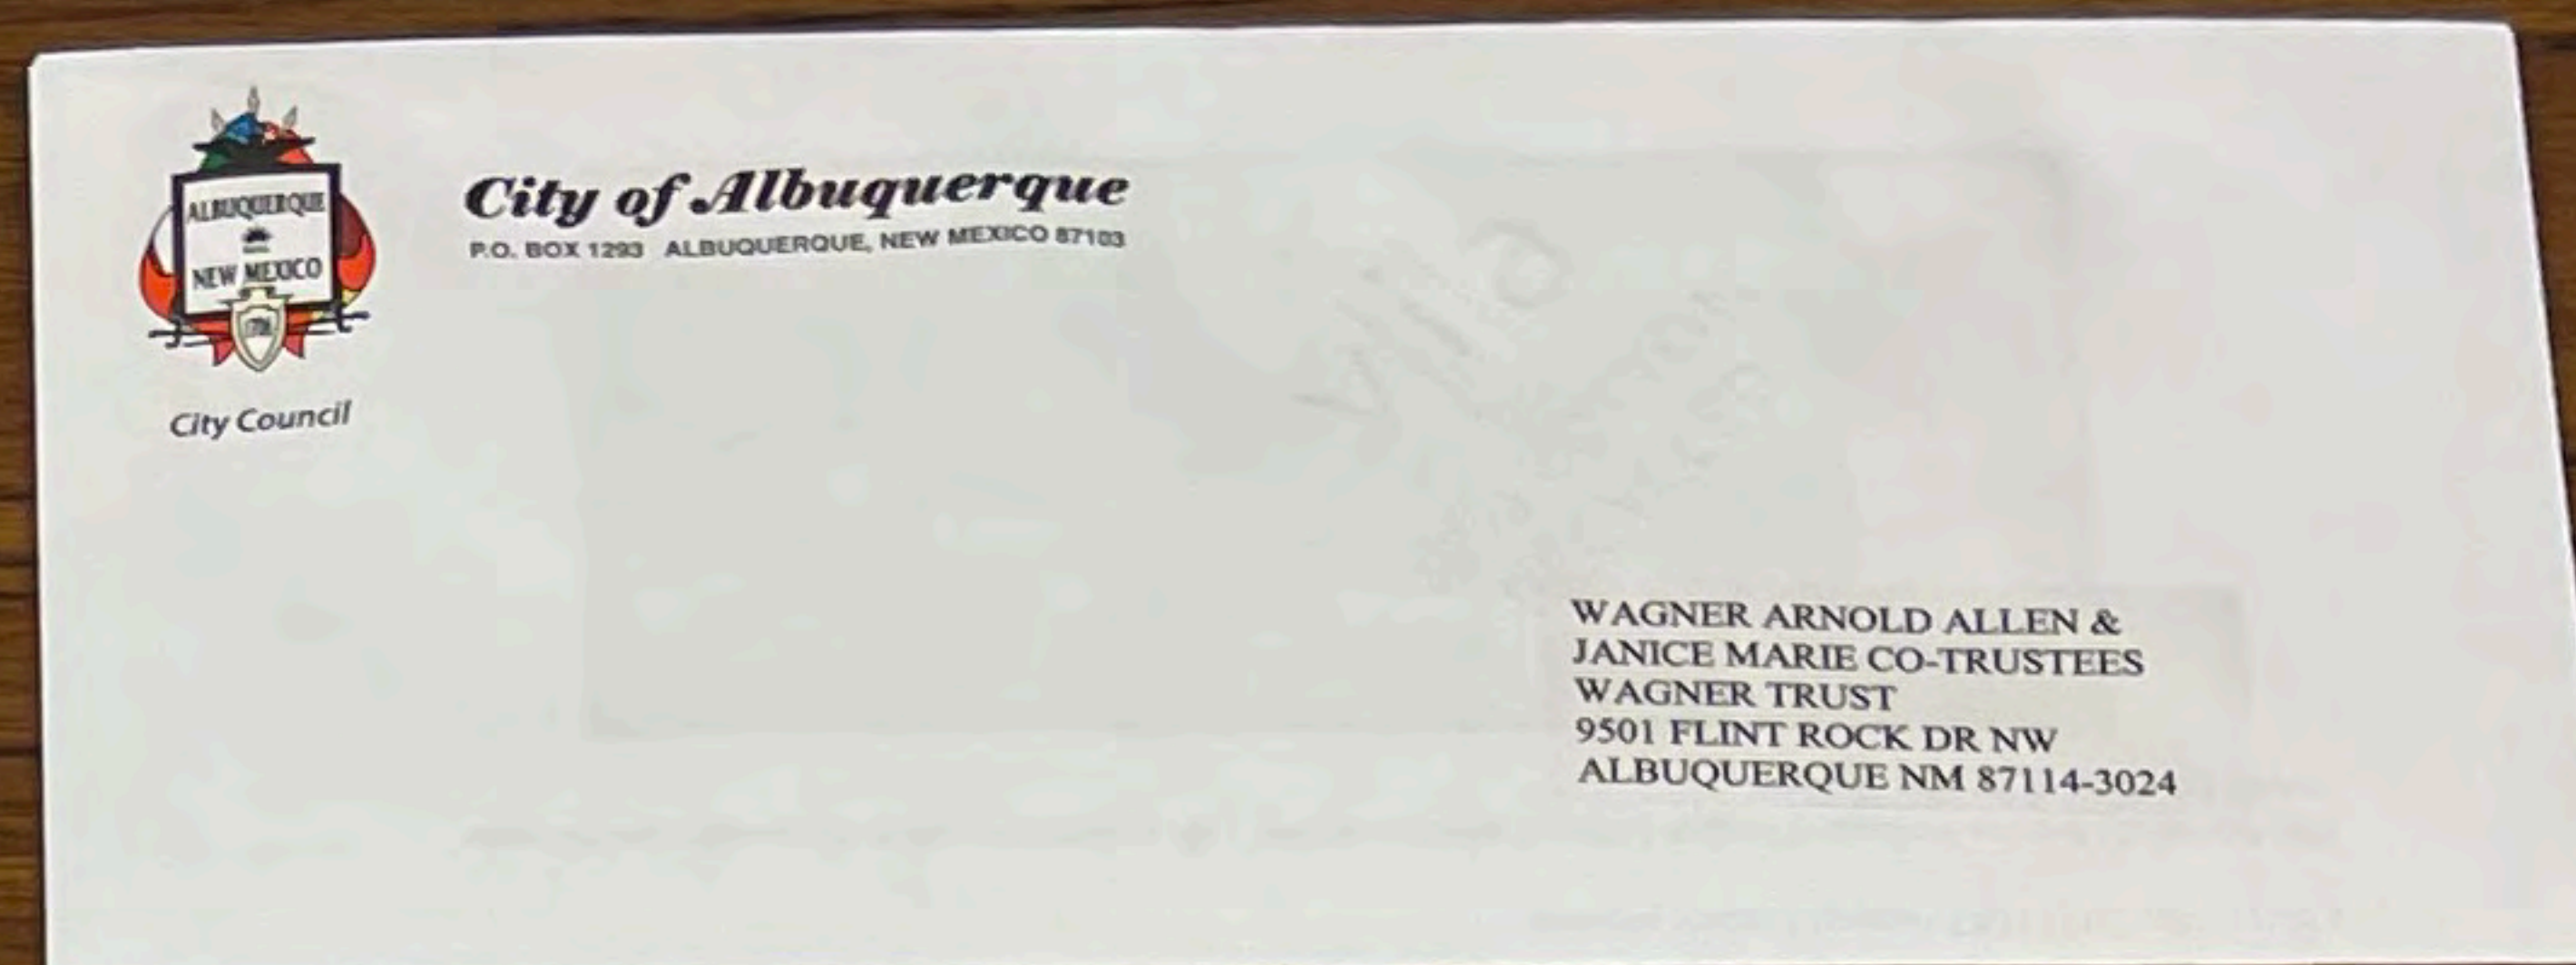 ALBUQUERQUE
NEW MEXICO
1706
City of Albuquerque
P.O. BOX 1293 ALBUQUERQUE, NEW MEXICO 87103
City Council
WAGNER ARNOLD ALLEN &
JANICE MARIE CO-TRUSTEES
WAGNER TRUST
9501 FLINT ROCK DR NW
ALBUQUERQUE NM 87114-3024